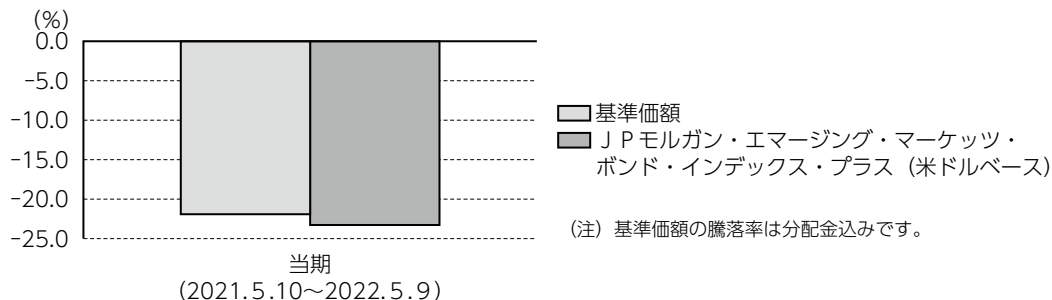 (%)
0.0
-5.0
-10.0
-15.0
-20.0
-25.0
当期
(2021.5.10～2022.5.9)
基準価額
ＪＰモルガン・エマージング・マーケッツ・
ボンド・インデックス・プラス（米ドルベース）
（注）基準価額の騰落率は分配金込みです。